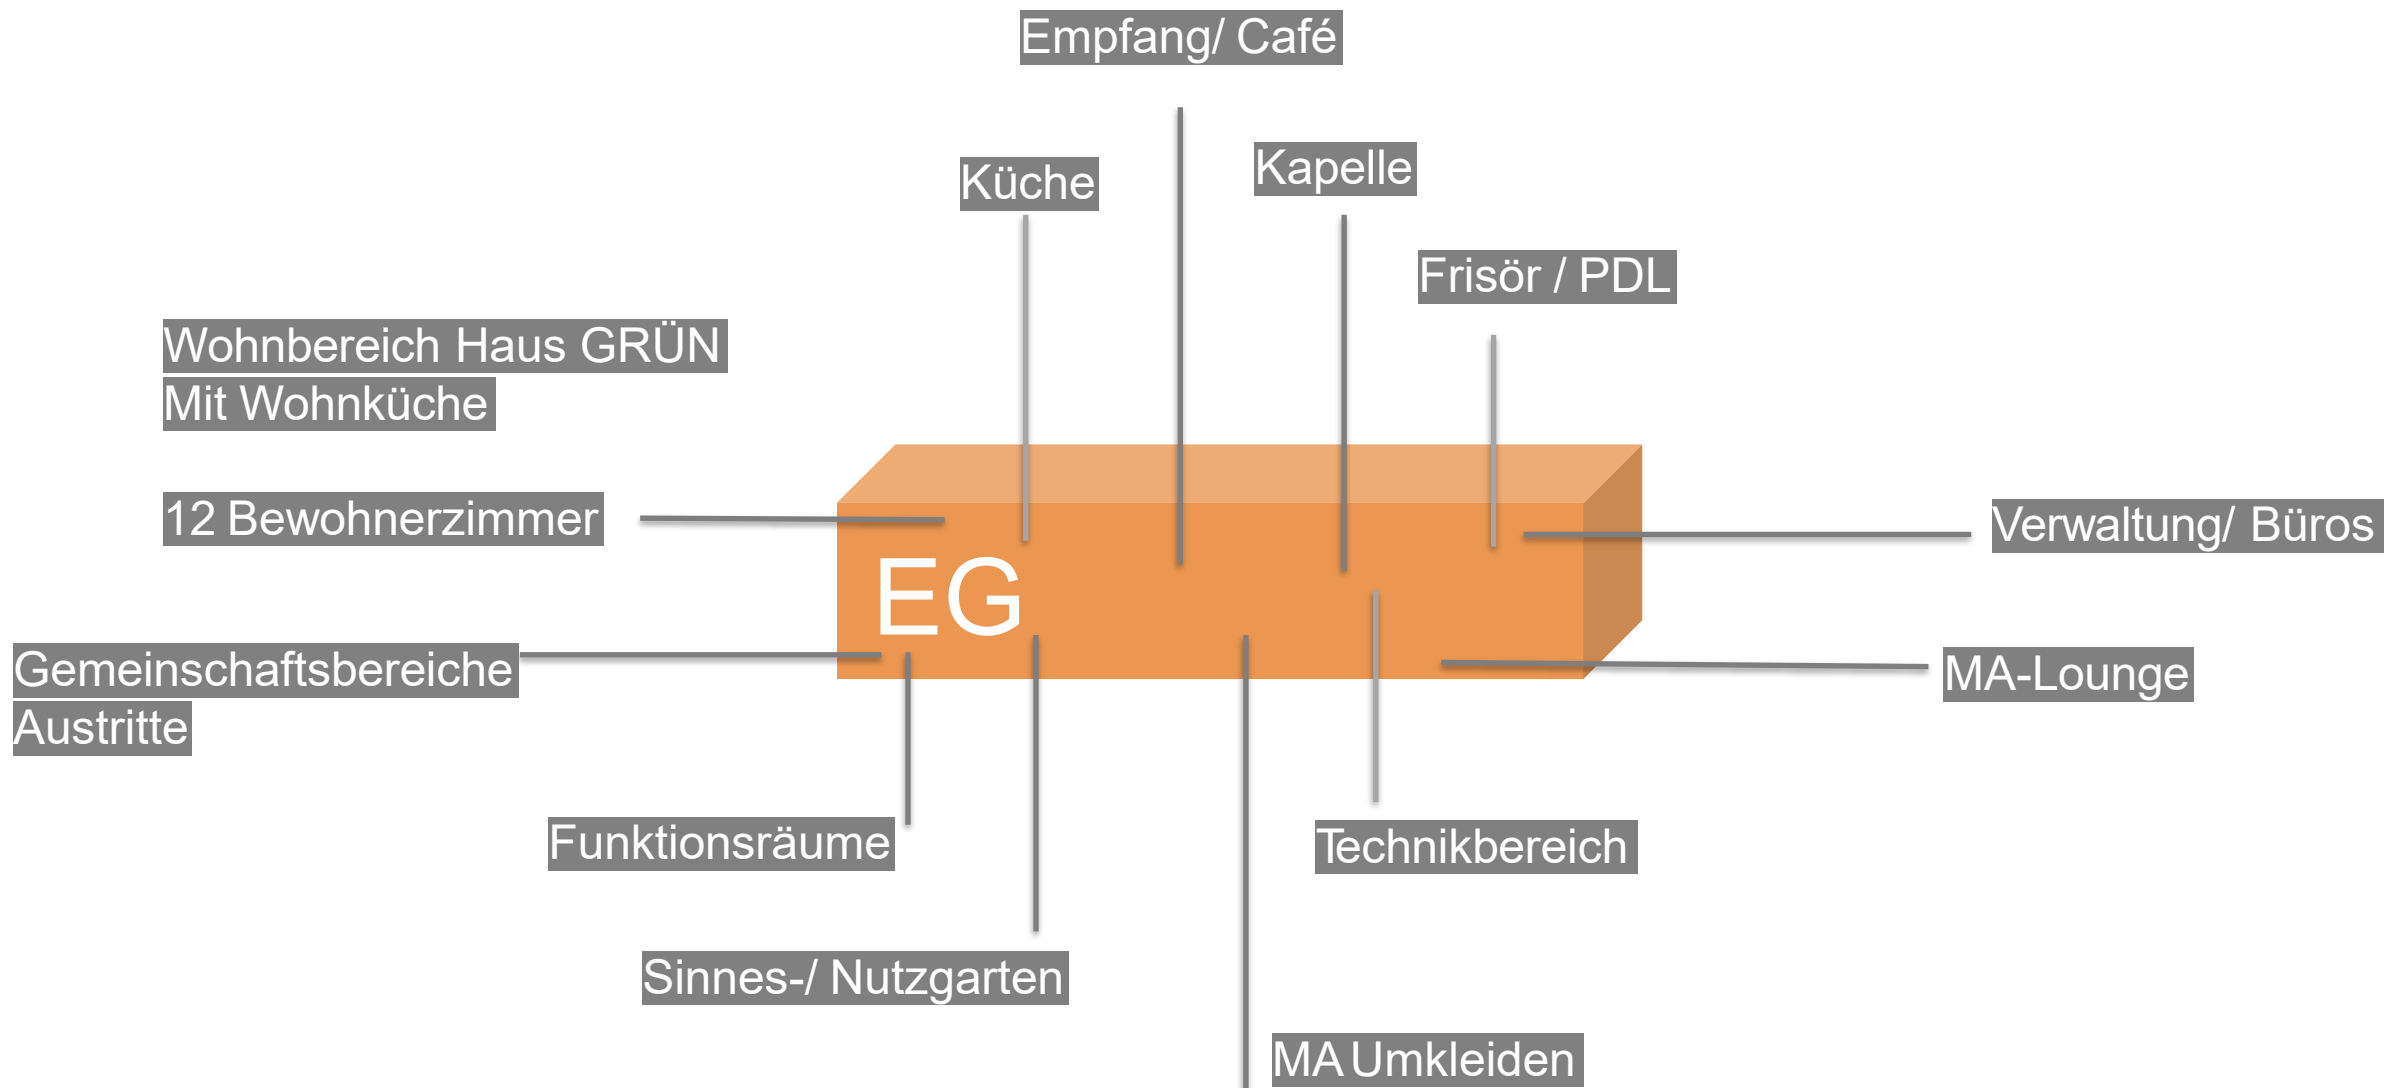 Empfang/ Café
Küche
Kapelle
Frisör / PDL
Wohnbereich Haus GRÜN
Mit Wohnküche
12 Bewohnerzimmer
Verwaltung/ Büros
EG
Gemeinschaftsbereiche
Austritte
MA-Lounge
Funktionsräume
Technikbereich
Sinnes-/ Nutzgarten
MA Umkleiden